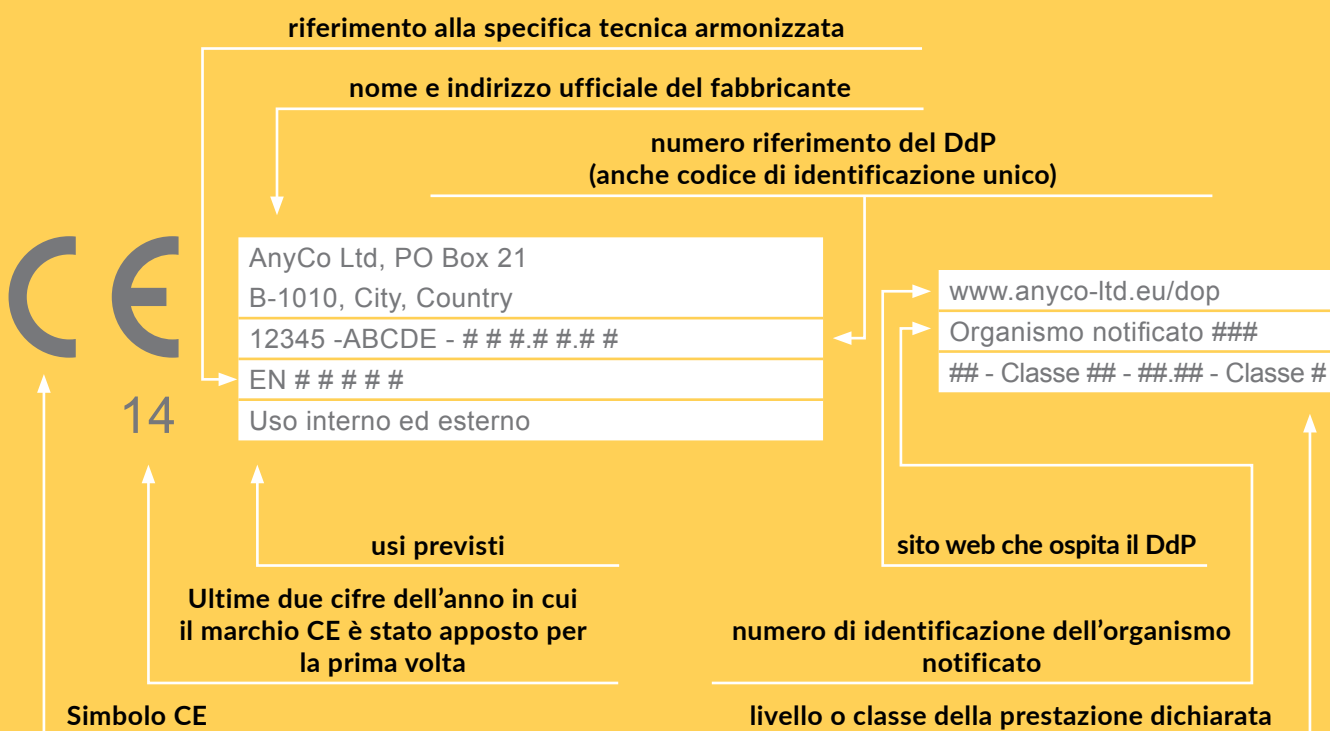 riferimento alla specifica tecnica armonizzata
nome e indirizzo ufficiale del fabbricante
numero riferimento del DdP
(anche codice di identificazione unico)
CE
14
AnyCo Ltd, PO Box 21
B-1010, City, Country
12345 -ABCDE - # # #.# #.# #
EN # # # # #
Uso interno ed esterno
www.anyco-ltd.eu/dop
Organismo notificato ###
## - Classe ## - ##.## - Classe #
usi previsti
sito web che ospita il DdP
Ultime due cifre dell’anno in cui
il marchio CE è stato apposto per
la prima volta
numero di identificazione dell’organismo
notificato
Simbolo CE
livello o classe della prestazione dichiarata